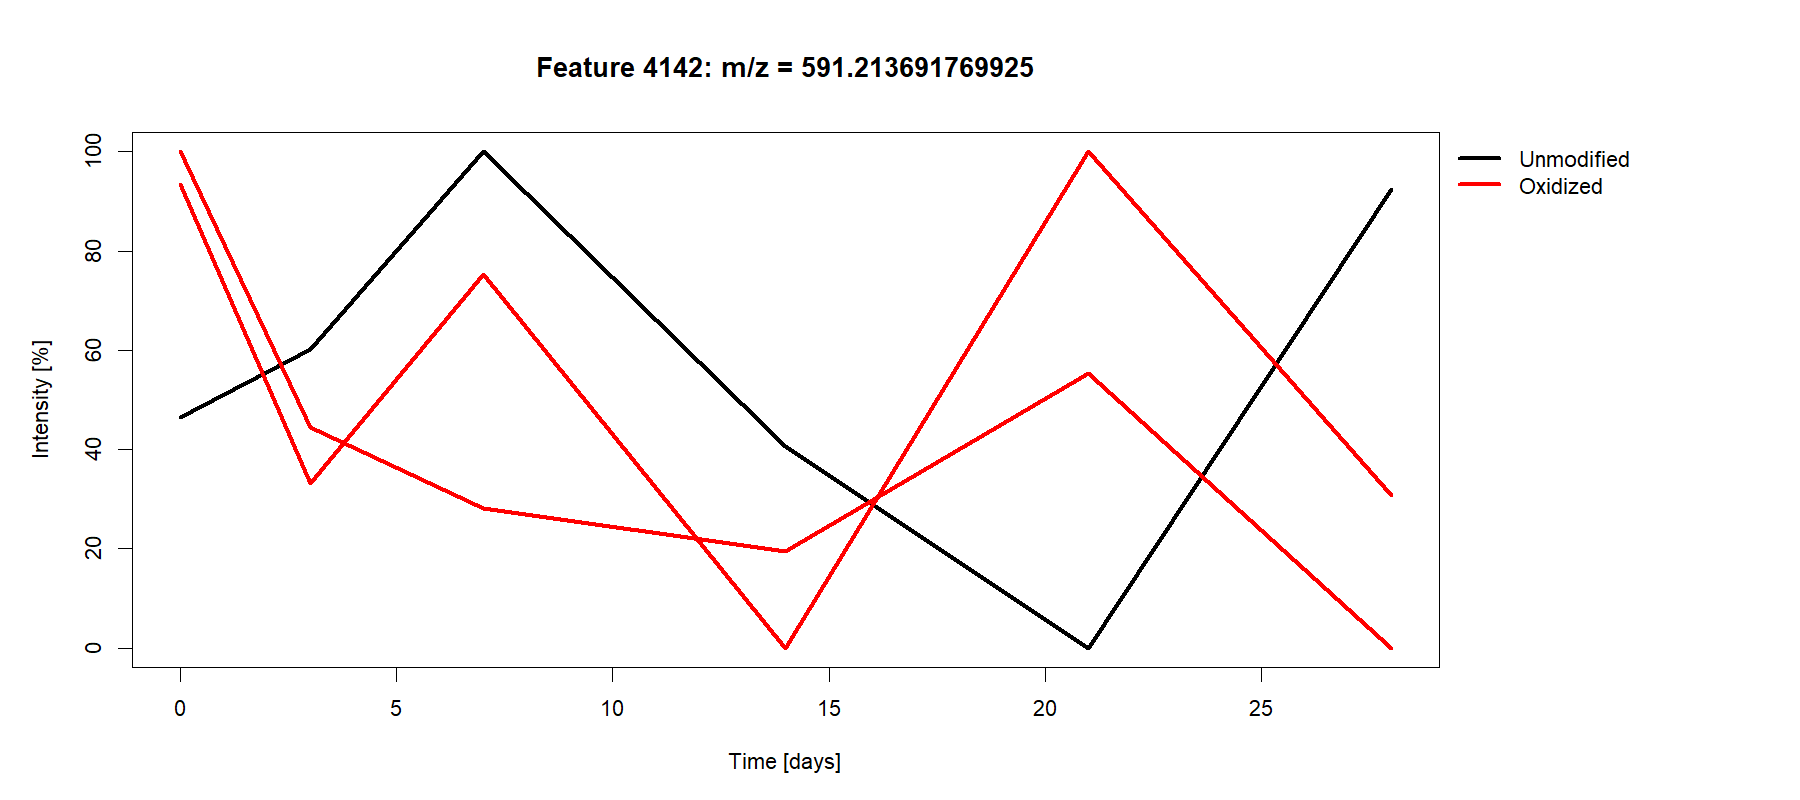 Feature 4142: m/z = 591.213691769925
Unmodified
Oxidized
Intensity [%]
100
80
60
40
20
0
0 5 10 15 20 25
Time [days]